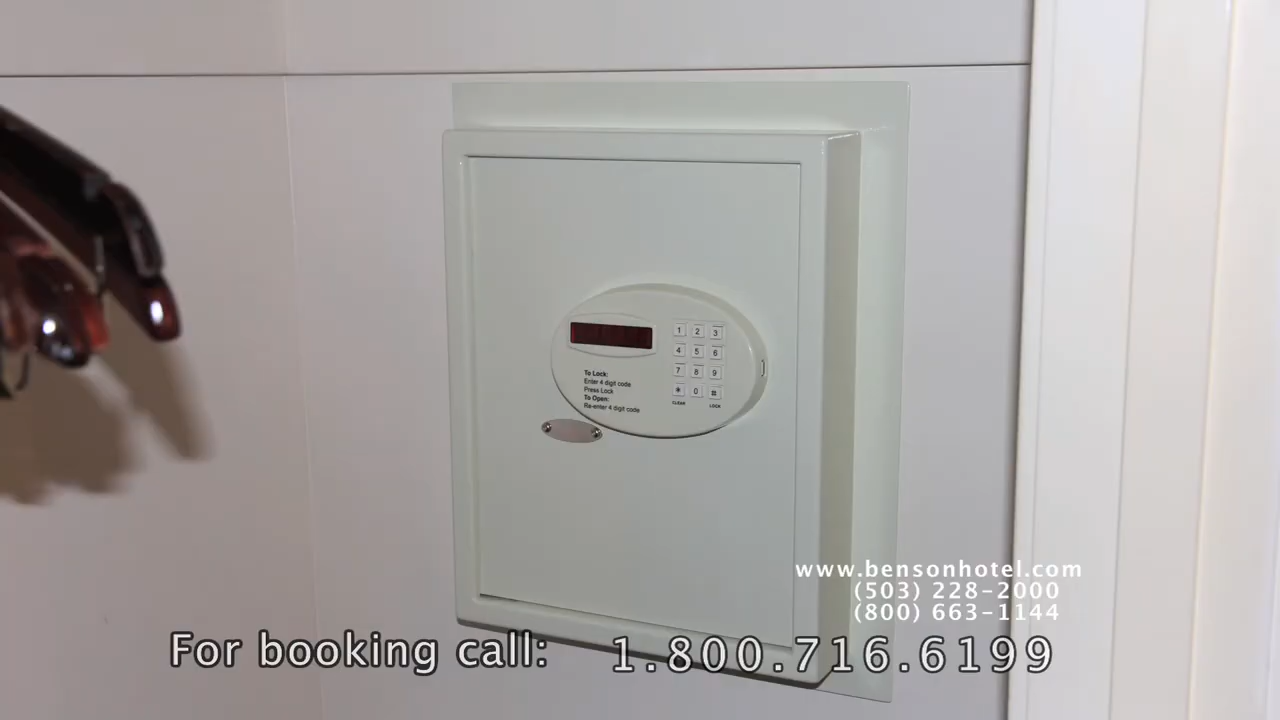 1 2 3
4 5 6
7 8 9
* 0 #
CLEAR LOCK
To Lock:
Enter 4 digit code
Press Lock
To Open:
Re-enter 4 digit code
www.bensonhotel.com
(503) 228-2000
(800) 663-1144
For booking call: 1.800.716.6199